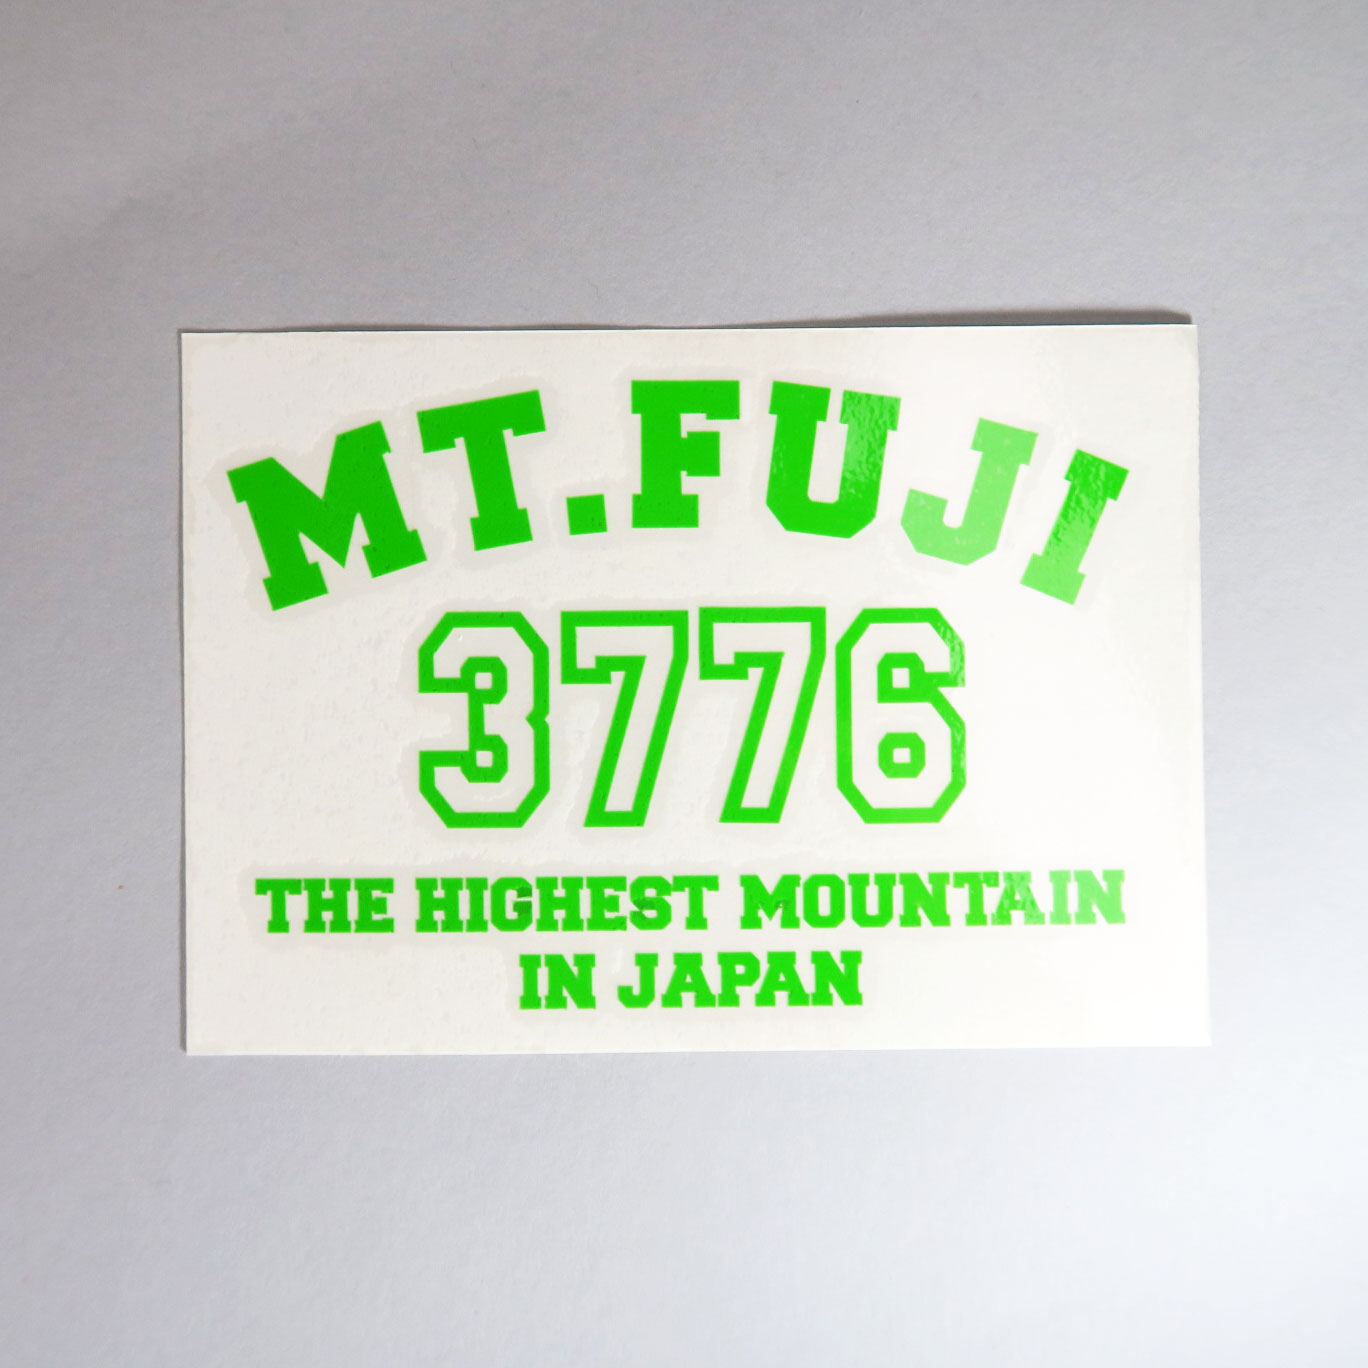 MT.FUJI
3776
THE HIGHEST MOUNTAIN
IN JAPAN